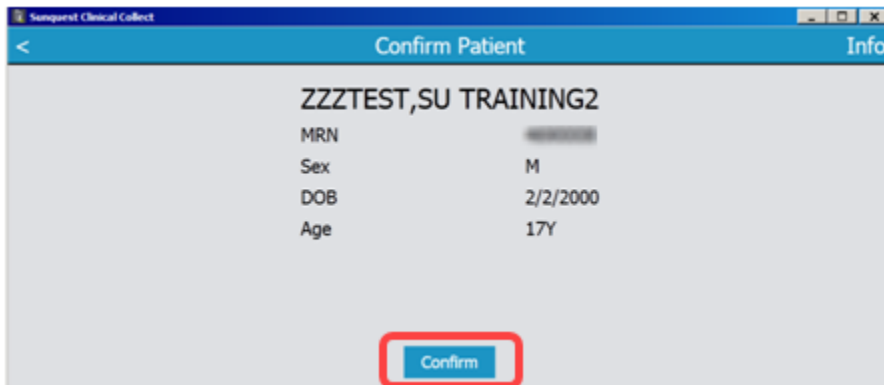 Sunquest Clinical Collect
< Confirm Patient Info
ZZZTEST,SU TRAINING2
MRN
Sex M
DOB 2/2/2000
Age 17Y
Confirm